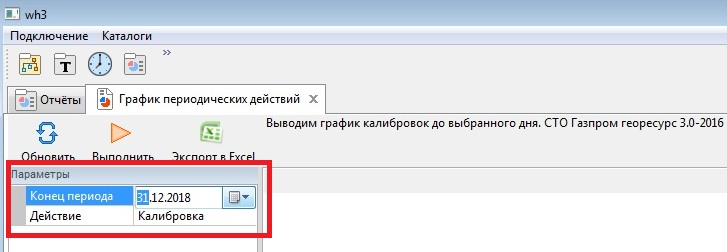 wh3
Подключение Каталоги
T »
Отчёты График периодических действий X
Выводим график калибровок до выбранного дня. СТО Газпром георесурс 3.0-2016
Обновить Выполнить Экспорт в Excel
Параметры
Конец периода 31.12.2018
Действие Калибровка